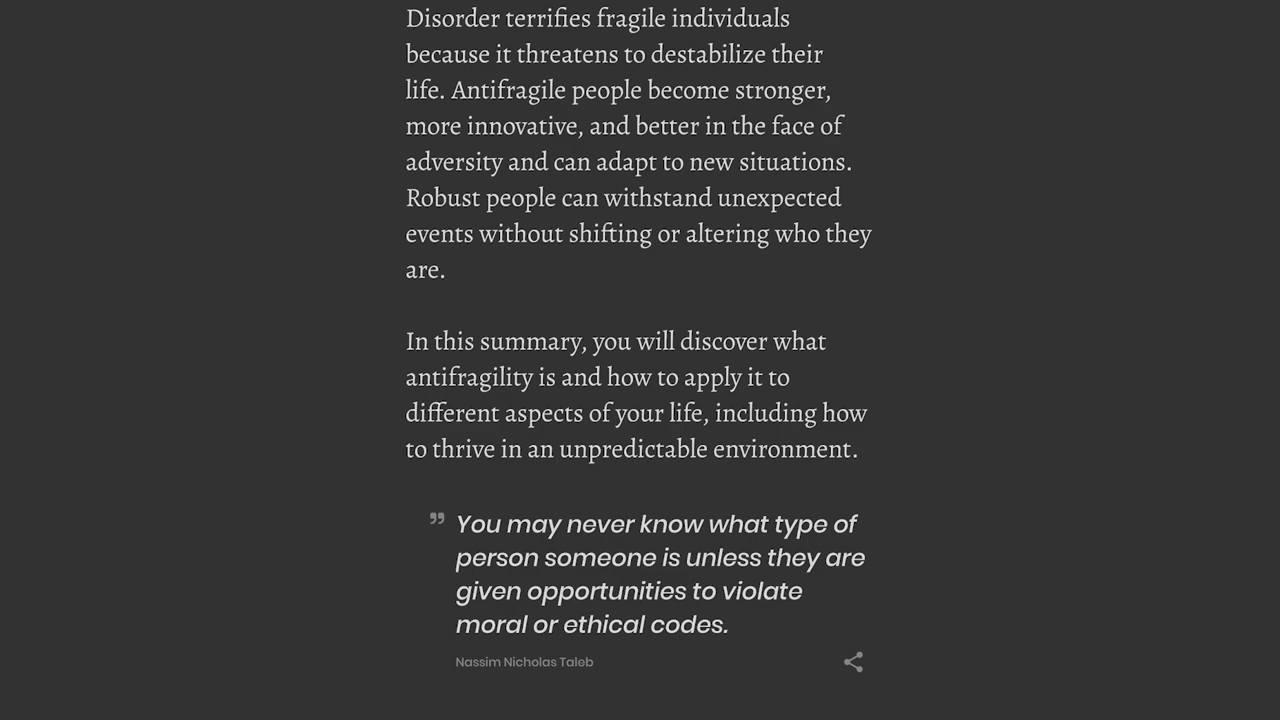 Disorder terrifies fragile individuals
because it threatens to destabilize their
life. Antifragile people become stronger,
more innovative, and better in the face of
adversity and can adapt to new situations.
Robust people can withstand unexpected
events without shifting or altering who they
are.
In this summary, you will discover what
antifragility is and how to apply it to
different aspects of your life, including how
to thrive in an unpredictable environment.
” You may never know what type of
person someone is unless they are
given opportunities to violate
moral or ethical codes.
Nassim Nicholas Taleb